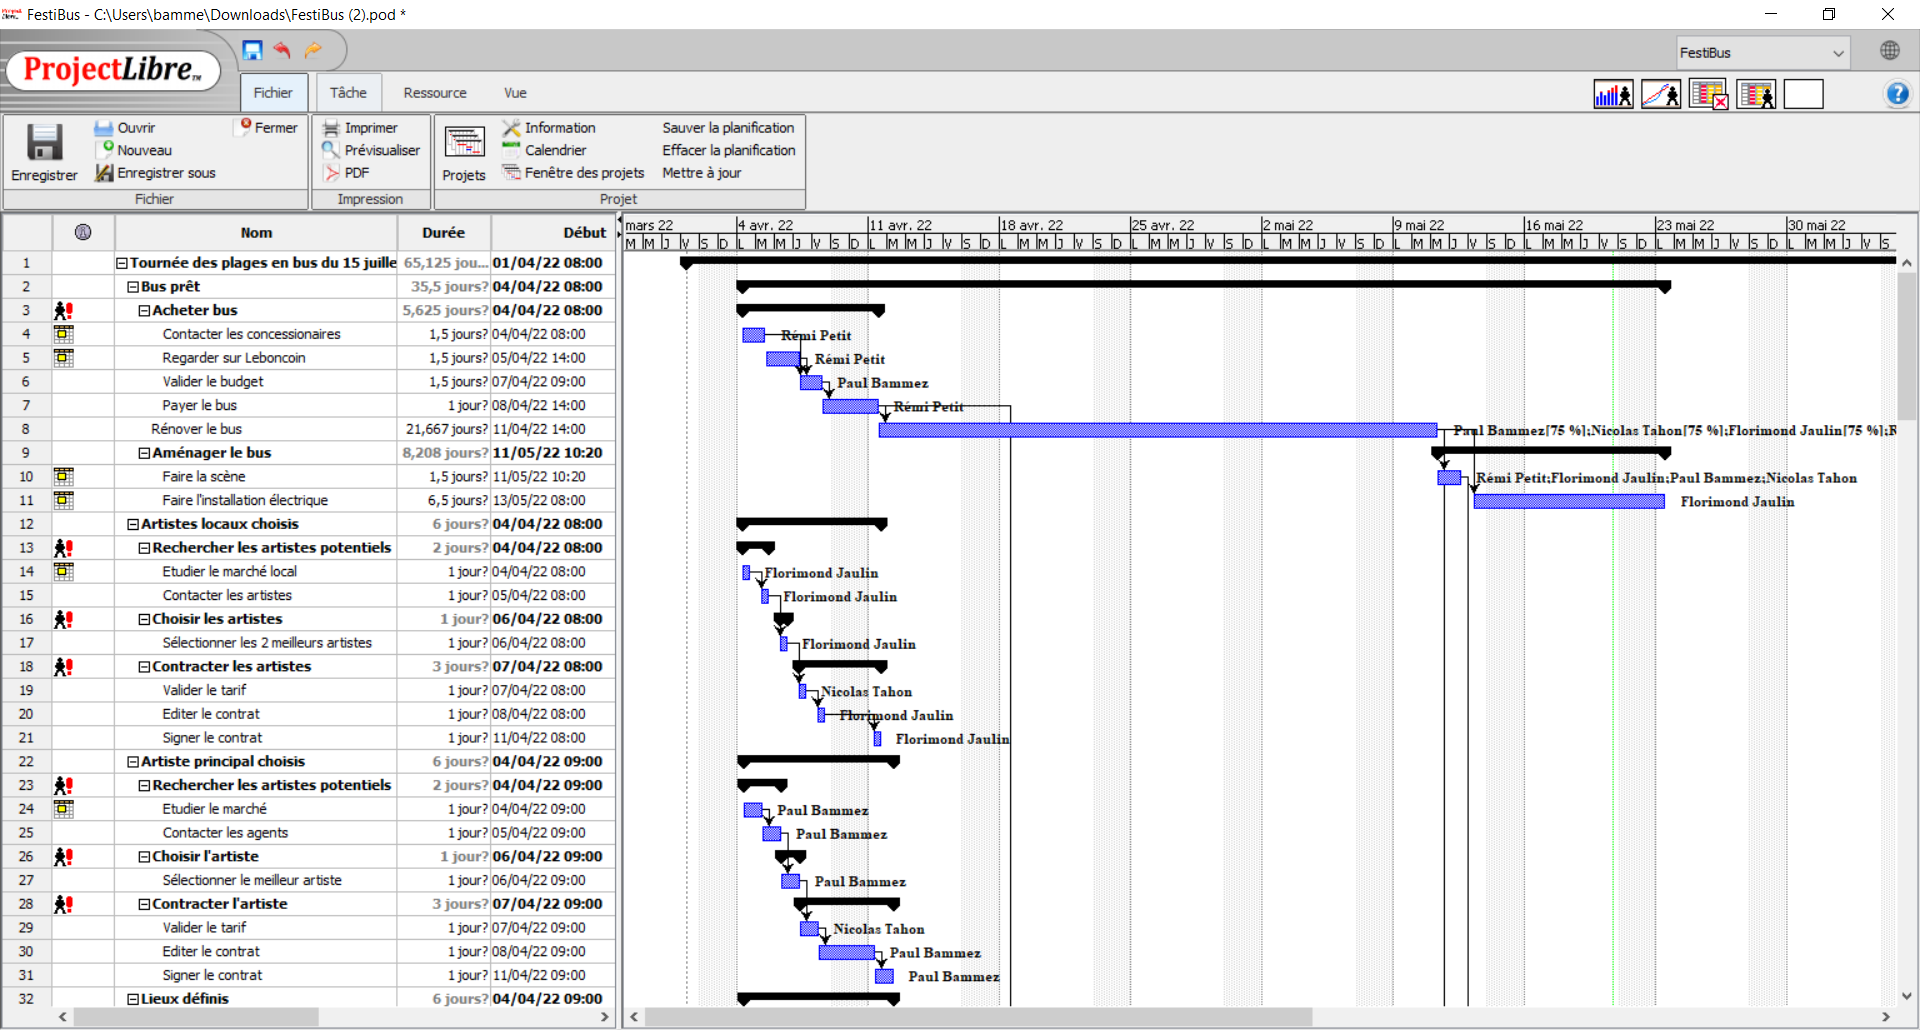 FestiBus - C:\Users\bamme\Downloads\FestiBus (2).pod *
ProjectLibre TM
FestiBus
Fichier Tâche Ressource Vue
Enregistrer
Ouvrir
Nouveau
Enregistrer sous
Fermer
Fichier
Imprimer
Prévisualiser
PDF
Impression
Projets
Information
Calendrier
Fenêtre des projets
Sauver la planification
Effacer la planification
Mettre à jour
Projet
Nom Durée Début
mars 22 4 avr. 22 11 avr. 22 18 avr. 22 25 avr. 22 2 mai 22 9 mai 22 16 mai 22 23 mai 22 30 mai 22
M M J V S D L M M J V S D L M M J V S D L M M J V S D L M M J V S D L M M J V S D L M M J V S D L M M J V S D L M M J V S D L M M J V S
1 Tournée des plages en bus du 15 juille 65,125 jou... 01/04/22 08:00
2 Bus prêt 35,5 jours? 04/04/22 08:00
3 Acheter bus 5,625 jours? 04/04/22 08:00
4 Contacter les concessionaires 1,5 jours? 04/04/22 08:00 Rémi Petit
5 Regarder sur Leboncoin 1,5 jours? 05/04/22 14:00 Rémi Petit
6 Valider le budget 1,5 jours? 07/04/22 09:00 Paul Bammez
7 Payer le bus 1 jour? 08/04/22 14:00 Rémi Petit
8 Rénover le bus 21,667 jours? 11/04/22 14:00 Paul Bammez[75 %];Nicolas Tahon[75 %];Florimond Jaulin[75 %];R
9 Aménager le bus 8,208 jours? 11/05/22 10:20
10 Faire la scène 1,5 jours? 11/05/22 10:20 Rémi Petit;Florimond Jaulin;Paul Bammez;Nicolas Tahon
11 Faire l'installation électrique 6,5 jours? 13/05/22 08:00 Florimond Jaulin
12 Artistes locaux choisis 6 jours? 04/04/22 08:00
13 Rechercher les artistes potentiels 2 jours? 04/04/22 08:00
14 Etudier le marché local 1 jour? 04/04/22 08:00 Florimond Jaulin
15 Contacter les artistes 1 jour? 05/04/22 08:00 Florimond Jaulin
16 Choisir les artistes 1 jour? 06/04/22 08:00
17 Sélectionner les 2 meilleurs artistes 1 jour? 06/04/22 08:00 Florimond Jaulin
18 Contracter les artistes 3 jours? 07/04/22 08:00
19 Valider le tarif 1 jour? 07/04/22 08:00 Nicolas Tahon
20 Editer le contrat 1 jour? 08/04/22 08:00 Florimond Jaulin
21 Signer le contrat 1 jour? 11/04/22 08:00 Florimond Jaulin
22 Artiste principal choisis 6 jours? 04/04/22 09:00
23 Rechercher les artistes potentiels 2 jours? 04/04/22 09:00
24 Etudier le marché 1 jour? 04/04/22 09:00 Paul Bammez
25 Contacter les agents 1 jour? 05/04/22 09:00 Paul Bammez
26 Choisir l'artiste 1 jour? 06/04/22 09:00
27 Sélectionner le meilleur artiste 1 jour? 06/04/22 09:00 Paul Bammez
28 Contracter l'artiste 3 jours? 07/04/22 09:00
29 Valider le tarif 1 jour? 07/04/22 09:00 Nicolas Tahon
30 Editer le contrat 1 jour? 08/04/22 09:00 Paul Bammez
31 Signer le contrat 1 jour? 11/04/22 09:00 Paul Bammez
32 Lieux définis 6 jours? 04/04/22 09:00